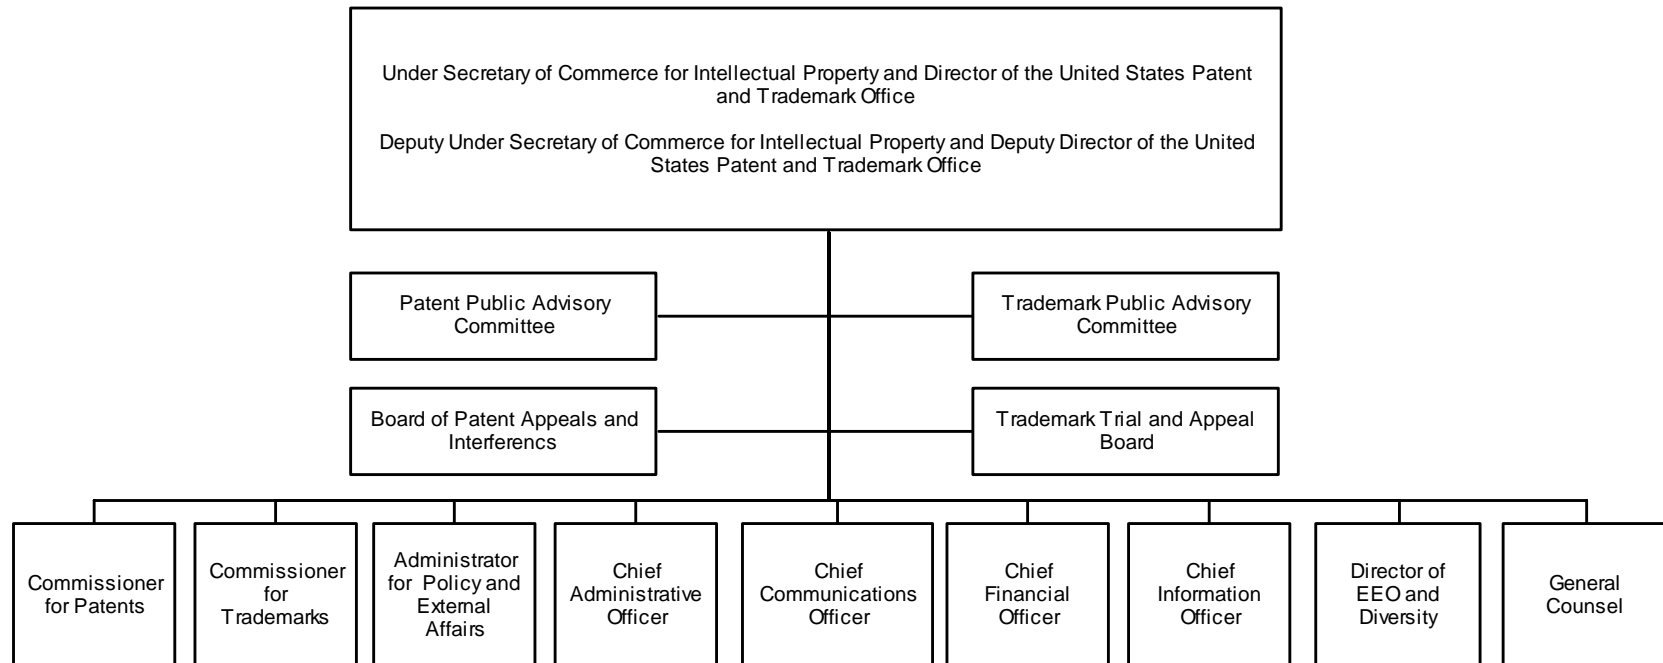 Under Secretary of Commerce for Intellectual Property and Director of the United States Patent
and Trademark Office
Deputy Under Secretary of Commerce for Intellectual Property and Deputy Director of the United
States Patent and Trademark Office
Patent Public Advisory
Committee
Trademark Public Advisory
Committee
Board of Patent Appeals and
Interferencs
Trademark Trial and Appeal
Board
Commissioner
for Patents
Commissioner
for
Trademarks
Administrator
for Policy and
External
Affairs
Chief
Administrative
Officer
Chief
Communications
Officer
Chief
Financial
Officer
Chief
Information
Officer
Director of
EEO and
Diversity
General
Counsel